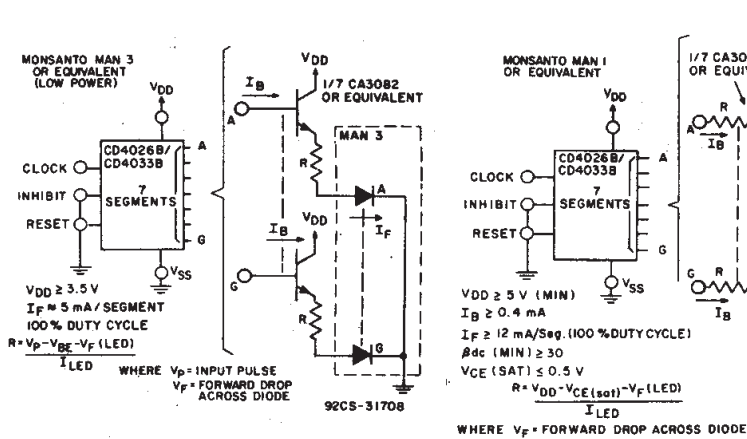 MONSANTO MAN 3
OR EQUIVALENT
(LOW POWER)
VDD
CD4026B/
CD4033B
7
SEGMENTS
A
G
CLOCK
INHIBIT
RESET
VSS
VDD ≥ 3.5 V
IF ≈ 5 mA/SEGMENT
100% DUTY CYCLE
R = VP-VBE-VF (LED)
ILED
IB
A
VDD
1/7 CA3082
OR EQUIVALENT
MAN 3
R
A
IF
VDD
IB
G
R
G
WHERE VP = INPUT PULSE
VF = FORWARD DROP
ACROSS DIODE
92CS-31708
MONSANTO MAN 1
OR EQUIVALENT
VDD
CD4026B/
CD4033B
7
SEGMENTS
A
G
CLOCK
INHIBIT
RESET
VSS
1/7 CA30
OR EQUI
R
A
IB
G
R
IB
VDD ≥ 5 V (MIN)
IB ≥ 0.4 mA
IF ≥ 12 mA/Seg. (100% DUTY CYCLE)
βdc (MIN) ≥ 30
VCE (SAT) ≤ 0.5 V
R = VDD-VCE(sat)-VF (LED)
ILED
WHERE VF = FORWARD DROP ACROSS DIODE